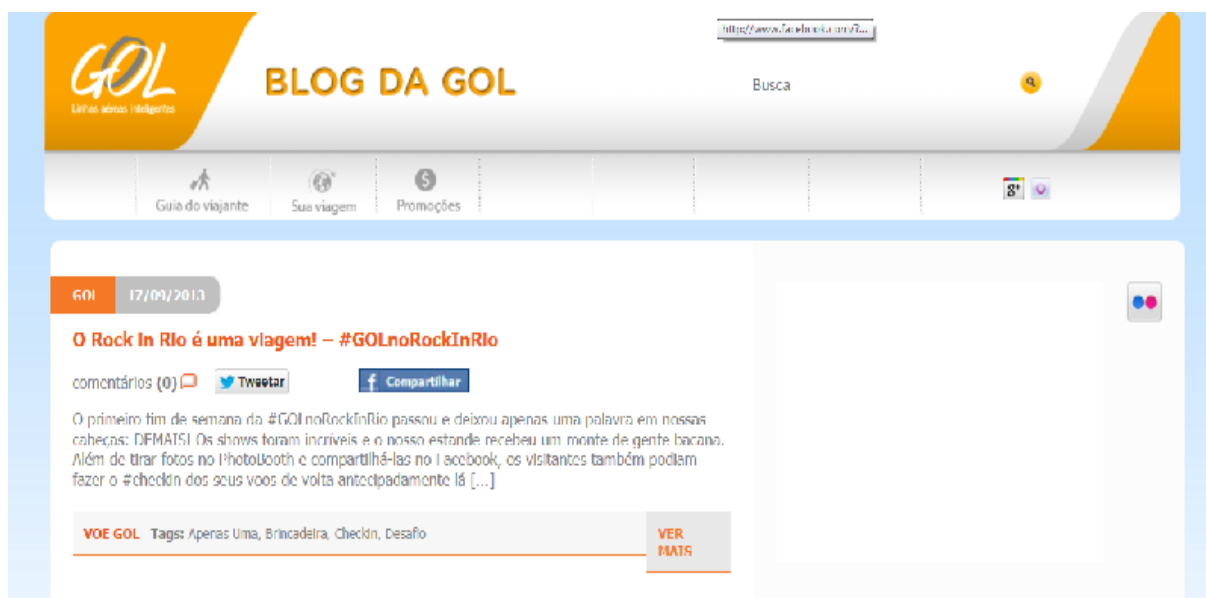 GOL
Linhas aéreas inteligentes
BLOG DA GOL
http://www.facebook.com/?...
Busca
Guia do viajante
Sua viagem
Promoções
g+
GOL 17/09/2013
O Rock in Rio é uma viagem! – #GOLnoRockInRio
comentários (0) Tweetar f Compartilhar
O primeiro fim de semana da #GOLnoRockInRio passou e deixou apenas uma palavra em nossas
cabeças: DEMAIS! Os shows foram incríveis e o nosso estande recebeu um monte de gente bacana.
Além de tirar fotos no PhotoBooth e compartilhá-las no Facebook, os visitantes também podiam
fazer o #checkin dos seus voos de volta antecipadamente lá [...]
VOE GOL Tags: Apenas Uma, Brincadeira, Checkin, Desafio
VER
MAIS